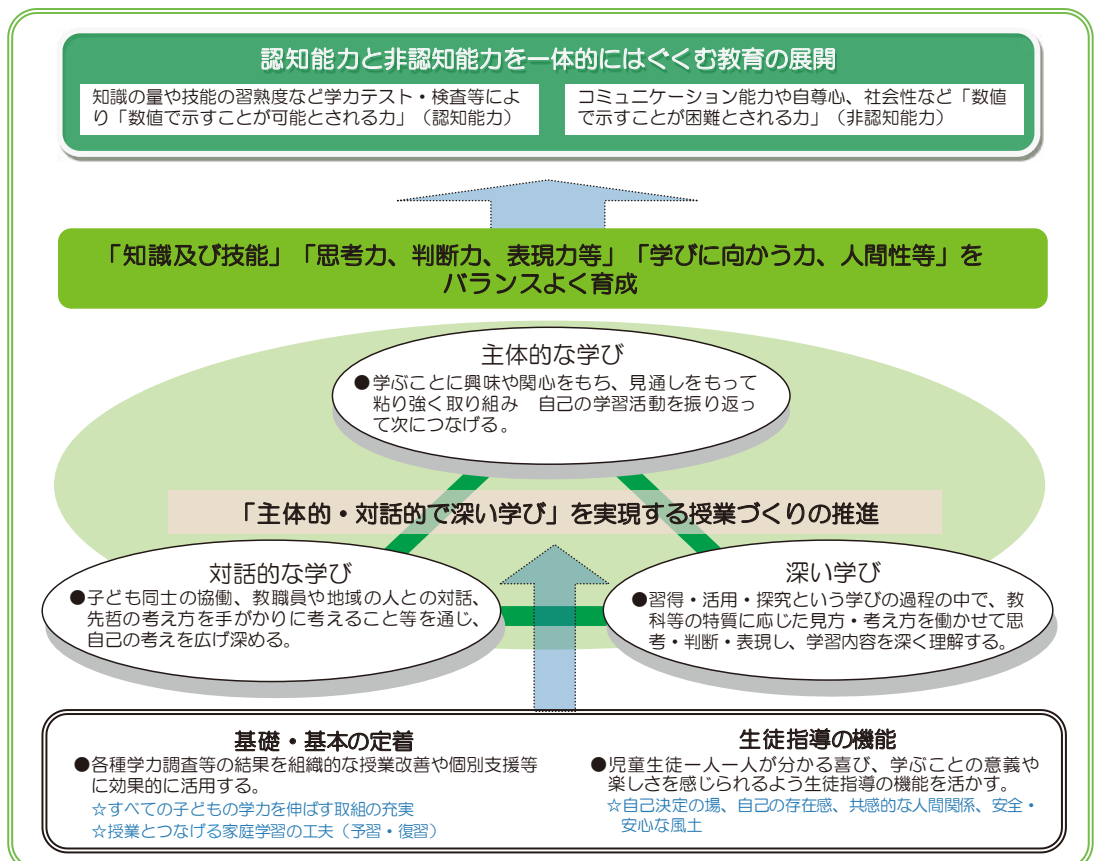 認知能力と非認知能力を一体的にはぐくむ教育の展開
知識の量や技能の習熟度など学力テスト・検査等によ
り「数値で示すことが可能とされる力」（認知能力）
コミュニケーション能力や自尊心、社会性など「数値
で示すことが困難とされる力」（非認知能力）
「知識及び技能」「思考力、判断力、表現力等」「学びに向かう力、人間性等」を
バランスよく育成
主体的な学び
●学ぶことに興味や関心をもち、見通しをもって
粘り強く取り組み　自己の学習活動を振り返っ
て次につなげる。
「主体的・対話的で深い学び」を実現する授業づくりの推進
対話的な学び
●子ども同士の協働、教職員や地域の人との対話、
先哲の考え方を手がかりに考えること等を通じ、
自己の考えを広げ深める。
深い学び
●習得・活用・探究という学びの過程の中で、教
科等の特質に応じた見方・考え方を働かせて思
考・判断・表現し、学習内容を深く理解する。
基礎・基本の定着
●各種学力調査等の結果を組織的な授業改善や個別支援等
に効果的に活用する。
☆すべての子どもの学力を伸ばす取組の充実
☆授業とつなげる家庭学習の工夫（予習・復習）
生徒指導の機能
●児童生徒一人一人が分かる喜び、学ぶことの意義や
楽しさを感じられるよう生徒指導の機能を活かす。
☆自己決定の場、自己の存在感、共感的な人間関係、安全・
安心な風土